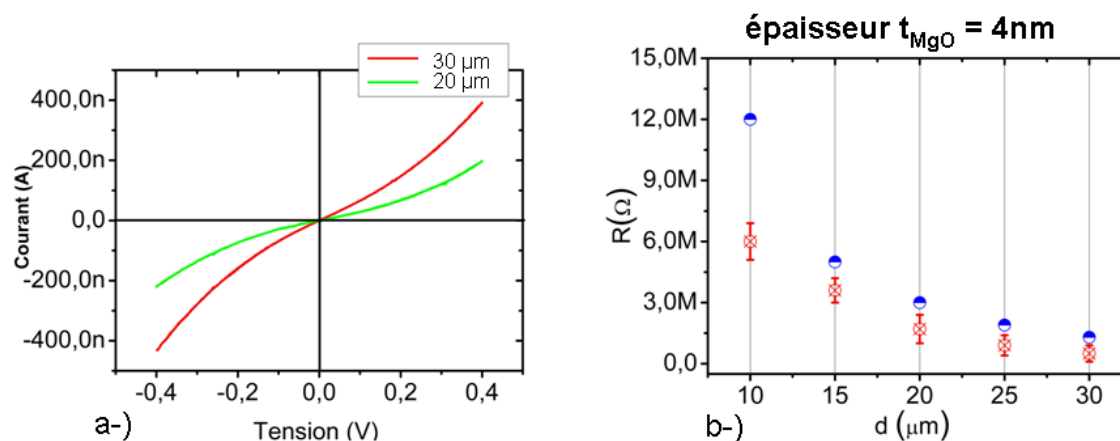 30 µm
20 µm
400,0n
200,0n
0,0
-200,0n
-400,0n
Courant (A)
-0,4 -0,2 0,0 0,2 0,4
Tension (V)
a-)
épaisseur tMgO = 4nm
15,0M
12,0M
9,0M
6,0M
3,0M
0,0
R(Ω)
10 15 20 25 30
d (µm)
b-)